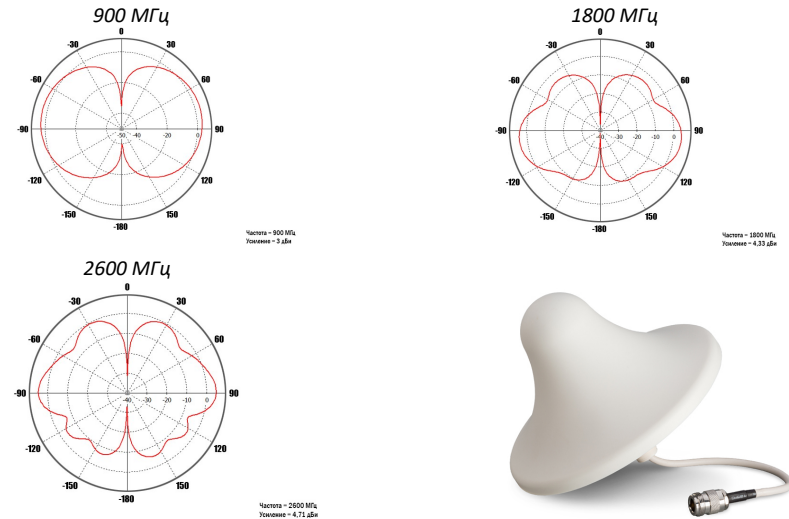 900 МГц
0
-30 30
-60 60
-90 -50 -40 -20 0 90
-120 120
-150 150
-180
Частота = 900 МГц
Усиление = 3 дБи
1800 МГц
0
-30 30
-60 60
-90 -40 -30 -20 -10 0 90
-120 120
-150 150
-180
Частота = 1800 МГц
Усиление = 4,33 дБи
2600 МГц
0
-30 30
-60 60
-90 -40 -30 -20 -10 0 90
-120 120
-150 150
-180
Частота = 2600 МГц
Усиление = 4,71 дБи